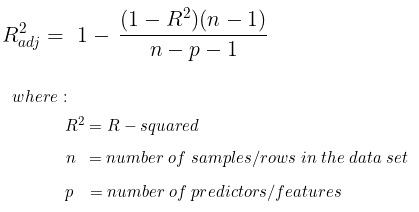 R²adj = 1 − (1 − R²)(n − 1) / n − p − 1
where :
R² = R − squared
n = number of samples/rows in the data set
p = number of predictors/features